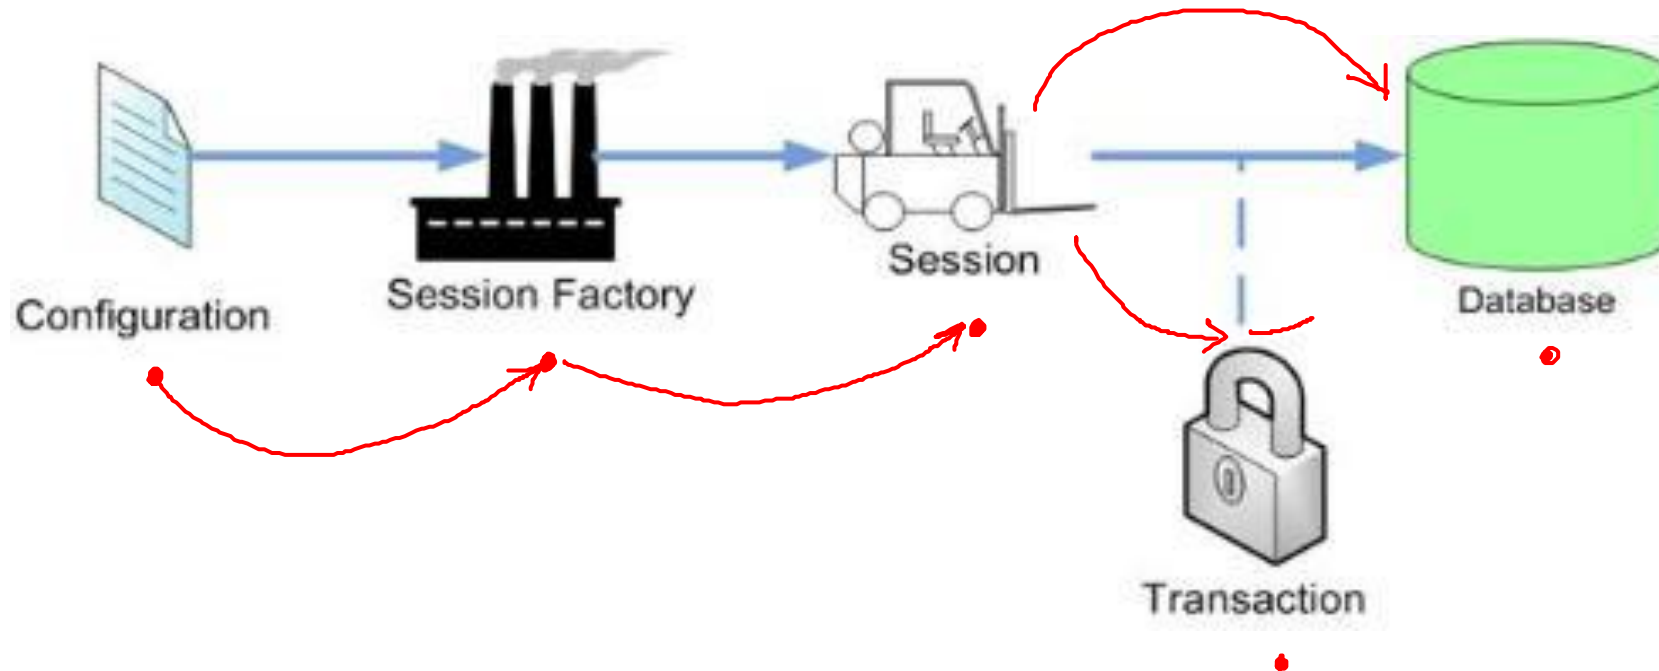 Configuration
Session Factory
Session
Database
Transaction